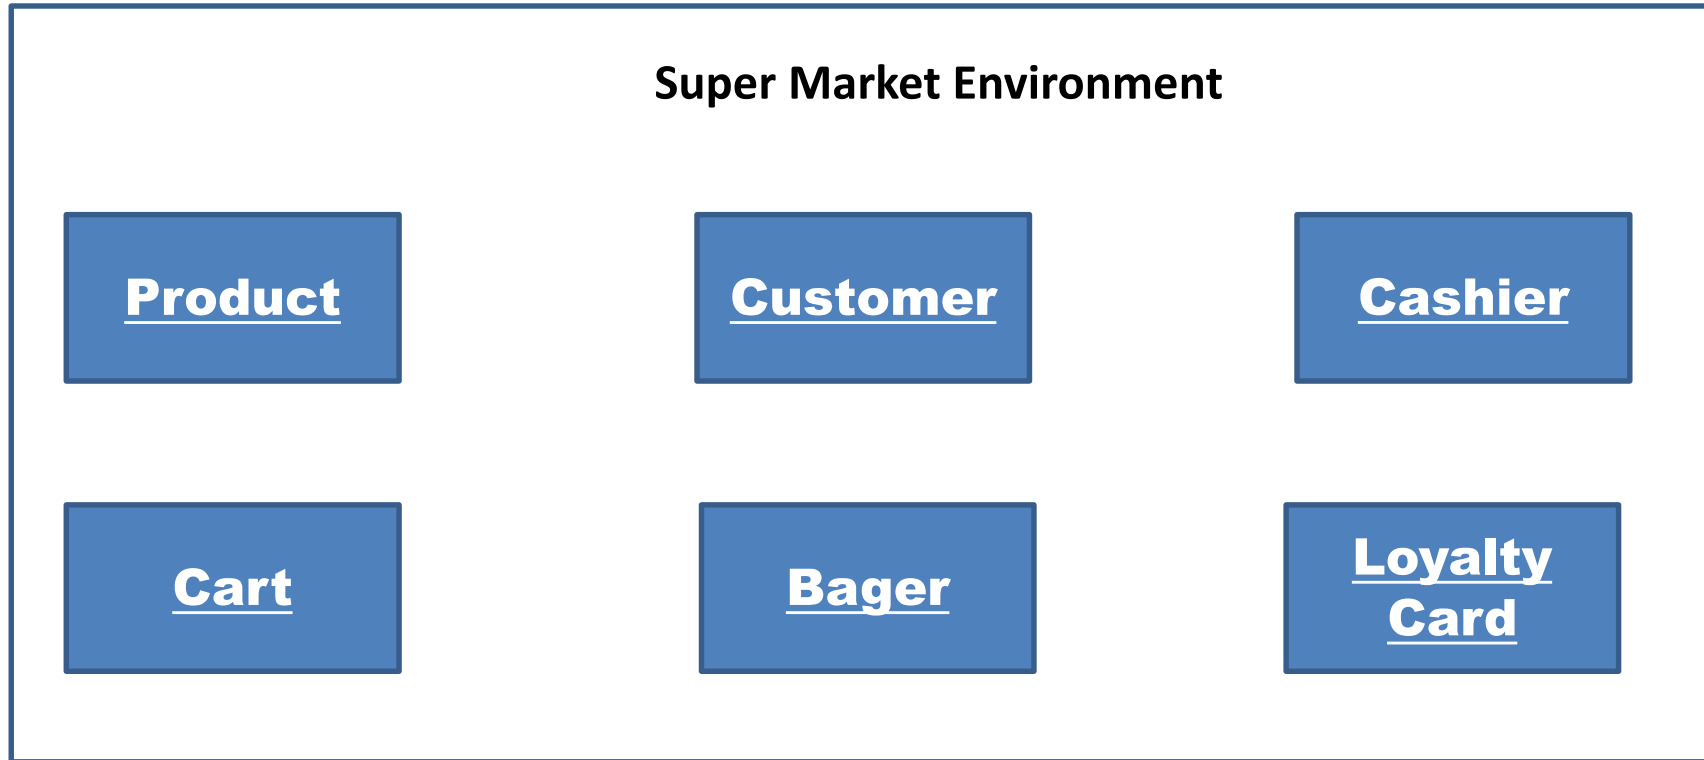 Super Market Environment
Product
Customer
Cashier
Cart
Bager
Loyalty
Card